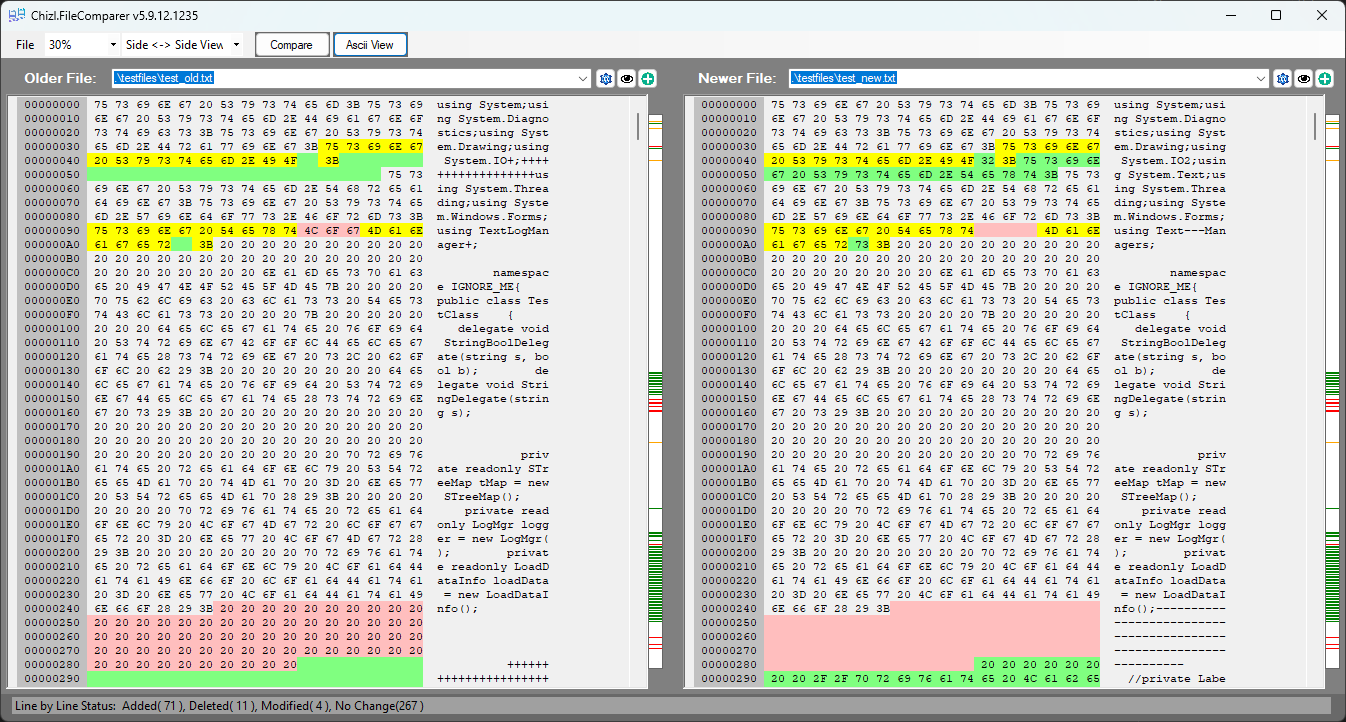 Chizl.FileComparer v5.9.12.1235
File 30% Side <-> Side View Compare Ascii View
Older File: .\testfiles\test_old.txt
00000000 75 73 69 6E 67 20 53 79 73 74 65 6D 3B 75 73 69 using System;usi
00000010 6E 67 20 53 79 73 74 65 6D 2E 44 69 61 67 6E 6F ng System.Diagno
00000020 73 74 69 63 73 3B 75 73 69 6E 67 20 53 79 73 74 stics;using Syst
00000030 65 6D 2E 44 72 61 77 69 6E 67 3B 75 73 69 6E 67 em.Drawing;using
00000040 20 53 79 73 74 65 6D 2E 49 4F 3B System.IO+;++++
00000050 75 73 ++++++++++++++us
00000060 69 6E 67 20 53 79 73 74 65 6D 2E 54 68 72 65 61 ing System.Threa
00000070 64 69 6E 67 3B 75 73 69 6E 67 20 53 79 73 74 65 ding;using Syste
00000080 6D 2E 57 69 6E 64 6F 77 73 2E 46 6F 72 6D 73 3B m.Windows.Forms;
00000090 75 73 69 6E 67 20 54 65 78 74 4C 6F 67 4D 61 6E using TextLogMan
000000A0 61 67 65 72 3B 20 20 20 20 20 20 20 20 20 20 ager+;
000000B0 20 20 20 20 20 20 20 20 20 20 20 20 20 20 20 20
000000C0 20 20 20 20 20 20 20 20 6E 61 6D 65 73 70 61 63 namespac
000000D0 65 20 49 47 4E 4F 52 45 5F 4D 45 7B 20 20 20 20 e IGNORE_ME{
000000E0 70 75 62 6C 69 63 20 63 6C 61 73 73 20 54 65 73 public class Tes
000000F0 74 43 6C 61 73 73 20 20 20 20 7B 20 20 20 20 20 tClass {
00000100 20 20 20 64 65 6C 65 67 61 74 65 20 76 6F 69 64 delegate void
00000110 20 53 74 72 69 6E 67 42 6F 6F 6C 44 65 6C 65 67 StringBoolDeleg
00000120 61 74 65 28 73 74 72 69 6E 67 20 73 2C 20 62 6F ate(string s, bo
00000130 6F 6C 20 62 29 3B 20 20 20 20 20 20 20 20 64 65 ol b); de
00000140 6C 65 67 61 74 65 20 76 6F 69 64 20 53 74 72 69 legate void Stri
00000150 6E 67 44 65 6C 65 67 61 74 65 28 73 74 72 69 6E ngDelegate(strin
00000160 67 20 73 29 3B 20 20 20 20 20 20 20 20 20 20 20 g s);
00000170 20 20 20 20 20 20 20 20 20 20 20 20 20 20 20 20
00000180 20 20 20 20 20 20 20 20 20 20 20 20 20 20 20 20
00000190 20 20 20 20 20 20 20 20 20 20 20 20 70 72 69 76 priv
000001A0 61 74 65 20 72 65 61 64 6F 6E 6C 79 20 53 54 72 ate readonly STr
000001B0 65 65 4D 61 70 20 74 4D 61 70 20 3D 20 6E 65 77 eeMap tMap = new
000001C0 20 53 54 72 65 65 4D 61 70 28 29 3B 20 20 20 20 STreeMap();
000001D0 20 20 20 20 70 72 69 76 61 74 65 20 72 65 61 64 private read
000001E0 6F 6E 6C 79 20 4C 6F 67 4D 67 72 20 6C 6F 67 67 only LogMgr logg
000001F0 65 72 20 3D 20 6E 65 77 20 4C 6F 67 4D 67 72 28 er = new LogMgr(
00000200 29 3B 20 20 20 20 20 20 20 20 70 72 69 76 61 74 ); privat
00000210 65 20 72 65 61 64 6F 6E 6C 79 20 4C 6F 61 64 44 e readonly LoadD
00000220 61 74 61 49 6E 66 6F 20 6C 6F 61 64 44 61 74 61 ataInfo loadData
00000230 20 3D 20 6E 65 77 20 4C 6F 61 64 44 61 74 61 49 = new LoadDataI
00000240 6E 66 6F 28 29 3B 20 20 20 20 20 20 20 20 20 20 nfo();
00000250 20 20 20 20 20 20 20 20 20 20 20 20 20 20 20 20
00000260 20 20 20 20 20 20 20 20 20 20 20 20 20 20 20 20
00000270 20 20 20 20 20 20 20 20 20 20 20 20 20 20 20 20
00000280 20 20 20 20 20 20 20 20 20 20 ++++++
00000290 ++++++++++++++++
Newer File: .\testfiles\test_new.txt
00000000 75 73 69 6E 67 20 53 79 73 74 65 6D 3B 75 73 69 using System;usi
00000010 6E 67 20 53 79 73 74 65 6D 2E 44 69 61 67 6E 6F ng System.Diagno
00000020 73 74 69 63 73 3B 75 73 69 6E 67 20 53 79 73 74 stics;using Syst
00000030 65 6D 2E 44 72 61 77 69 6E 67 3B 75 73 69 6E 67 em.Drawing;using
00000040 20 53 79 73 74 65 6D 2E 49 4F 32 3B 75 73 69 6E System.IO2;usin
00000050 67 20 53 79 73 74 65 6D 2E 54 65 78 74 3B 75 73 g System.Text;us
00000060 69 6E 67 20 53 79 73 74 65 6D 2E 54 68 72 65 61 ing System.Threa
00000070 64 69 6E 67 3B 75 73 69 6E 67 20 53 79 73 74 65 ding;using Syste
00000080 6D 2E 57 69 6E 64 6F 77 73 2E 46 6F 72 6D 73 3B m.Windows.Forms;
00000090 75 73 69 6E 67 20 54 65 78 74 4D 61 6E using Text---Man
000000A0 61 67 65 72 73 3B 20 20 20 20 20 20 20 20 20 20 agers;
000000B0 20 20 20 20 20 20 20 20 20 20 20 20 20 20 20 20
000000C0 20 20 20 20 20 20 20 20 6E 61 6D 65 73 70 61 63 namespac
000000D0 65 20 49 47 4E 4F 52 45 5F 4D 45 7B 20 20 20 20 e IGNORE_ME{
000000E0 70 75 62 6C 69 63 20 63 6C 61 73 73 20 54 65 73 public class Tes
000000F0 74 43 6C 61 73 73 20 20 20 20 7B 20 20 20 20 20 tClass {
00000100 20 20 20 64 65 6C 65 67 61 74 65 20 76 6F 69 64 delegate void
00000110 20 53 74 72 69 6E 67 42 6F 6F 6C 44 65 6C 65 67 StringBoolDeleg
00000120 61 74 65 28 73 74 72 69 6E 67 20 73 2C 20 62 6F ate(string s, bo
00000130 6F 6C 20 62 29 3B 20 20 20 20 20 20 20 20 64 65 ol b); de
00000140 6C 65 67 61 74 65 20 76 6F 69 64 20 53 74 72 69 legate void Stri
00000150 6E 67 44 65 6C 65 67 61 74 65 28 73 74 72 69 6E ngDelegate(strin
00000160 67 20 73 29 3B 20 20 20 20 20 20 20 20 20 20 20 g s);
00000170 20 20 20 20 20 20 20 20 20 20 20 20 20 20 20 20
00000180 20 20 20 20 20 20 20 20 20 20 20 20 20 20 20 20
00000190 20 20 20 20 20 20 20 20 20 20 20 20 70 72 69 76 priv
000001A0 61 74 65 20 72 65 61 64 6F 6E 6C 79 20 53 54 72 ate readonly STr
000001B0 65 65 4D 61 70 20 74 4D 61 70 20 3D 20 6E 65 77 eeMap tMap = new
000001C0 20 53 54 72 65 65 4D 61 70 28 29 3B 20 20 20 20 STreeMap();
000001D0 20 20 20 20 70 72 69 76 61 74 65 20 72 65 61 64 private read
000001E0 6F 6E 6C 79 20 4C 6F 67 4D 67 72 20 6C 6F 67 67 only LogMgr logg
000001F0 65 72 20 3D 20 6E 65 77 20 4C 6F 67 4D 67 72 28 er = new LogMgr(
00000200 29 3B 20 20 20 20 20 20 20 20 70 72 69 76 61 74 ); privat
00000210 65 20 72 65 61 64 6F 6E 6C 79 20 4C 6F 61 64 44 e readonly LoadD
00000220 61 74 61 49 6E 66 6F 20 6C 6F 61 64 44 61 74 61 ataInfo loadData
00000230 20 3D 20 6E 65 77 20 4C 6F 61 64 44 61 74 61 49 = new LoadDataI
00000240 6E 66 6F 28 29 3B nfo();----------
00000250 ----------------
00000260 ----------------
00000270 ----------------
00000280 20 20 20 20 20 20 ----------
00000290 20 20 2F 2F 70 72 69 76 61 74 65 20 4C 61 62 65 //private Labe
Line by Line Status: Added( 71 ), Deleted( 11 ), Modified( 4 ), No Change(267 )